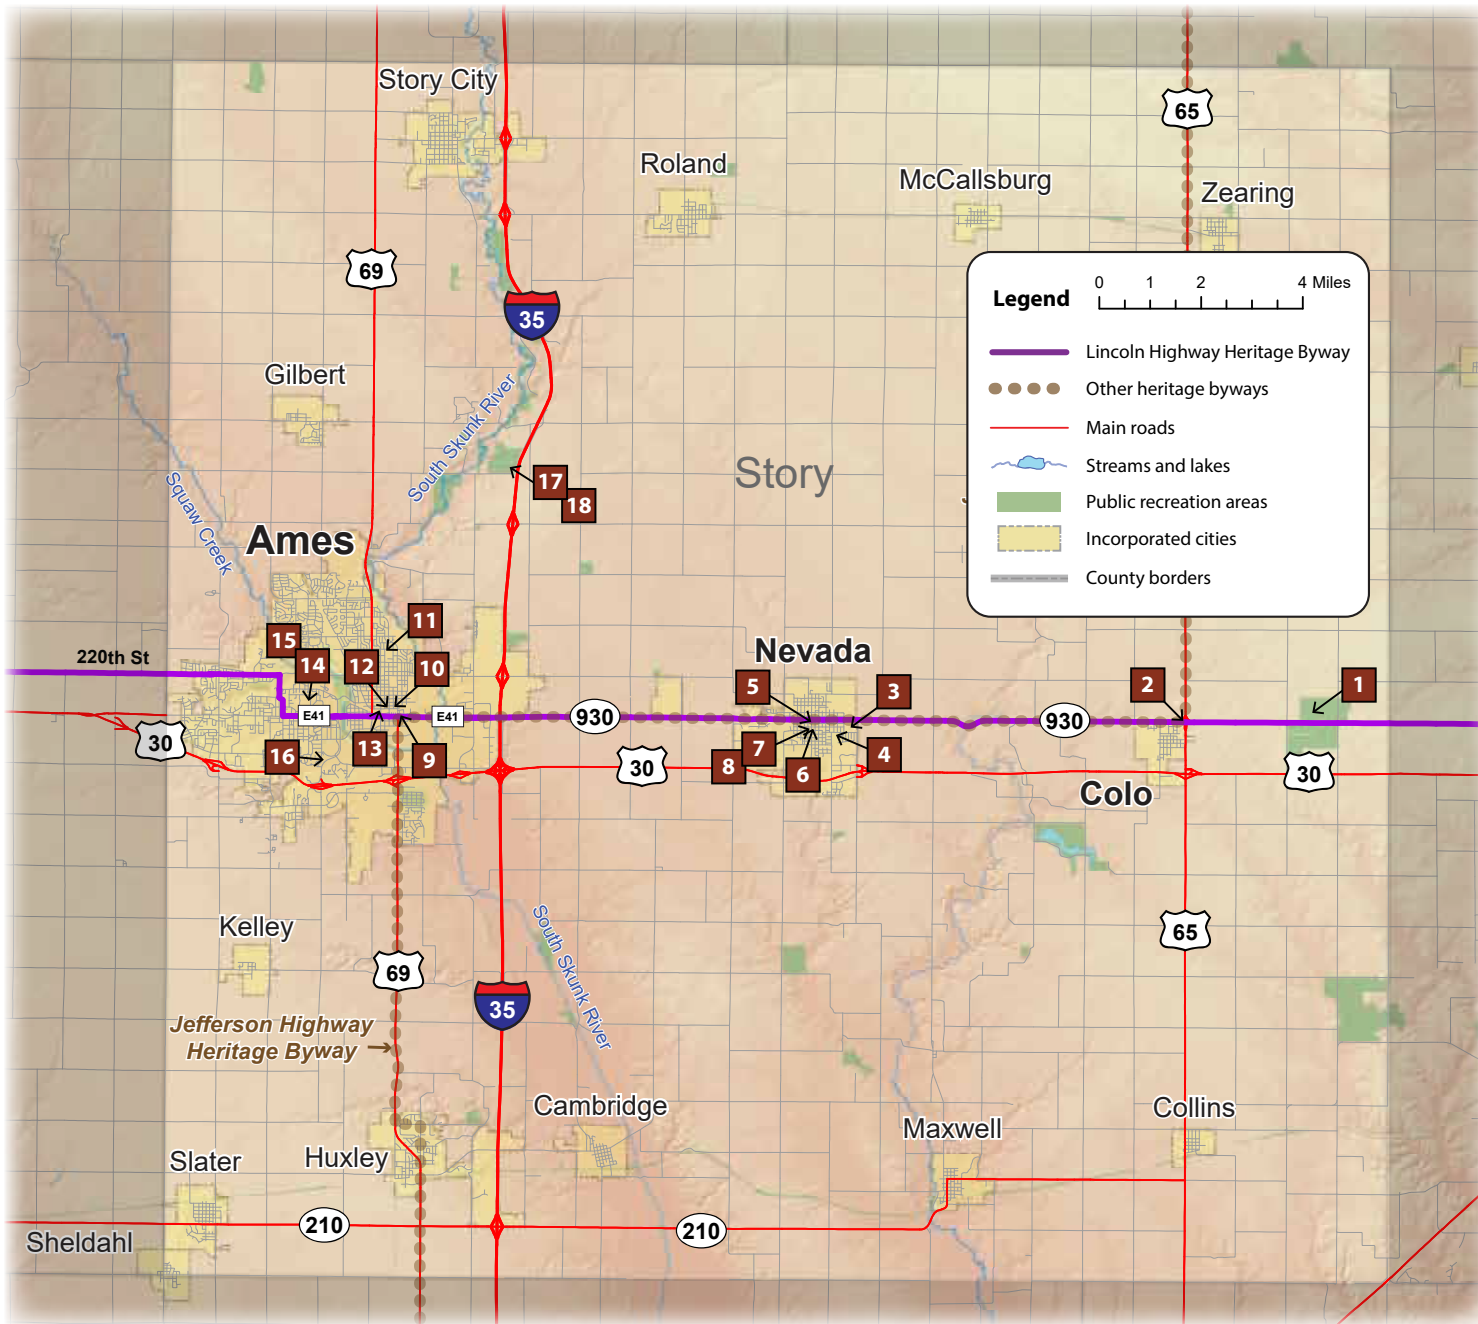 Story City
65
Roland
McCallsburg
Zearing
69
35
Legend
0 1 2 4 Miles
Lincoln Highway Heritage Byway
Other heritage byways
Main roads
Streams and lakes
Public recreation areas
Incorporated cities
County borders
Gilbert
South Skunk River
Squaw Creek
Story
17
18
Ames
11
15
14
12
10
220th St
Nevada
5
3
2
1
E41
E41
930
930
30
16
13
9
30
8
7
6
4
30
Colo
Kelley
69
35
South Skunk River
65
Jefferson Highway
Heritage Byway
Cambridge
Collins
Maxwell
Huxley
Slater
210
210
Sheldahl